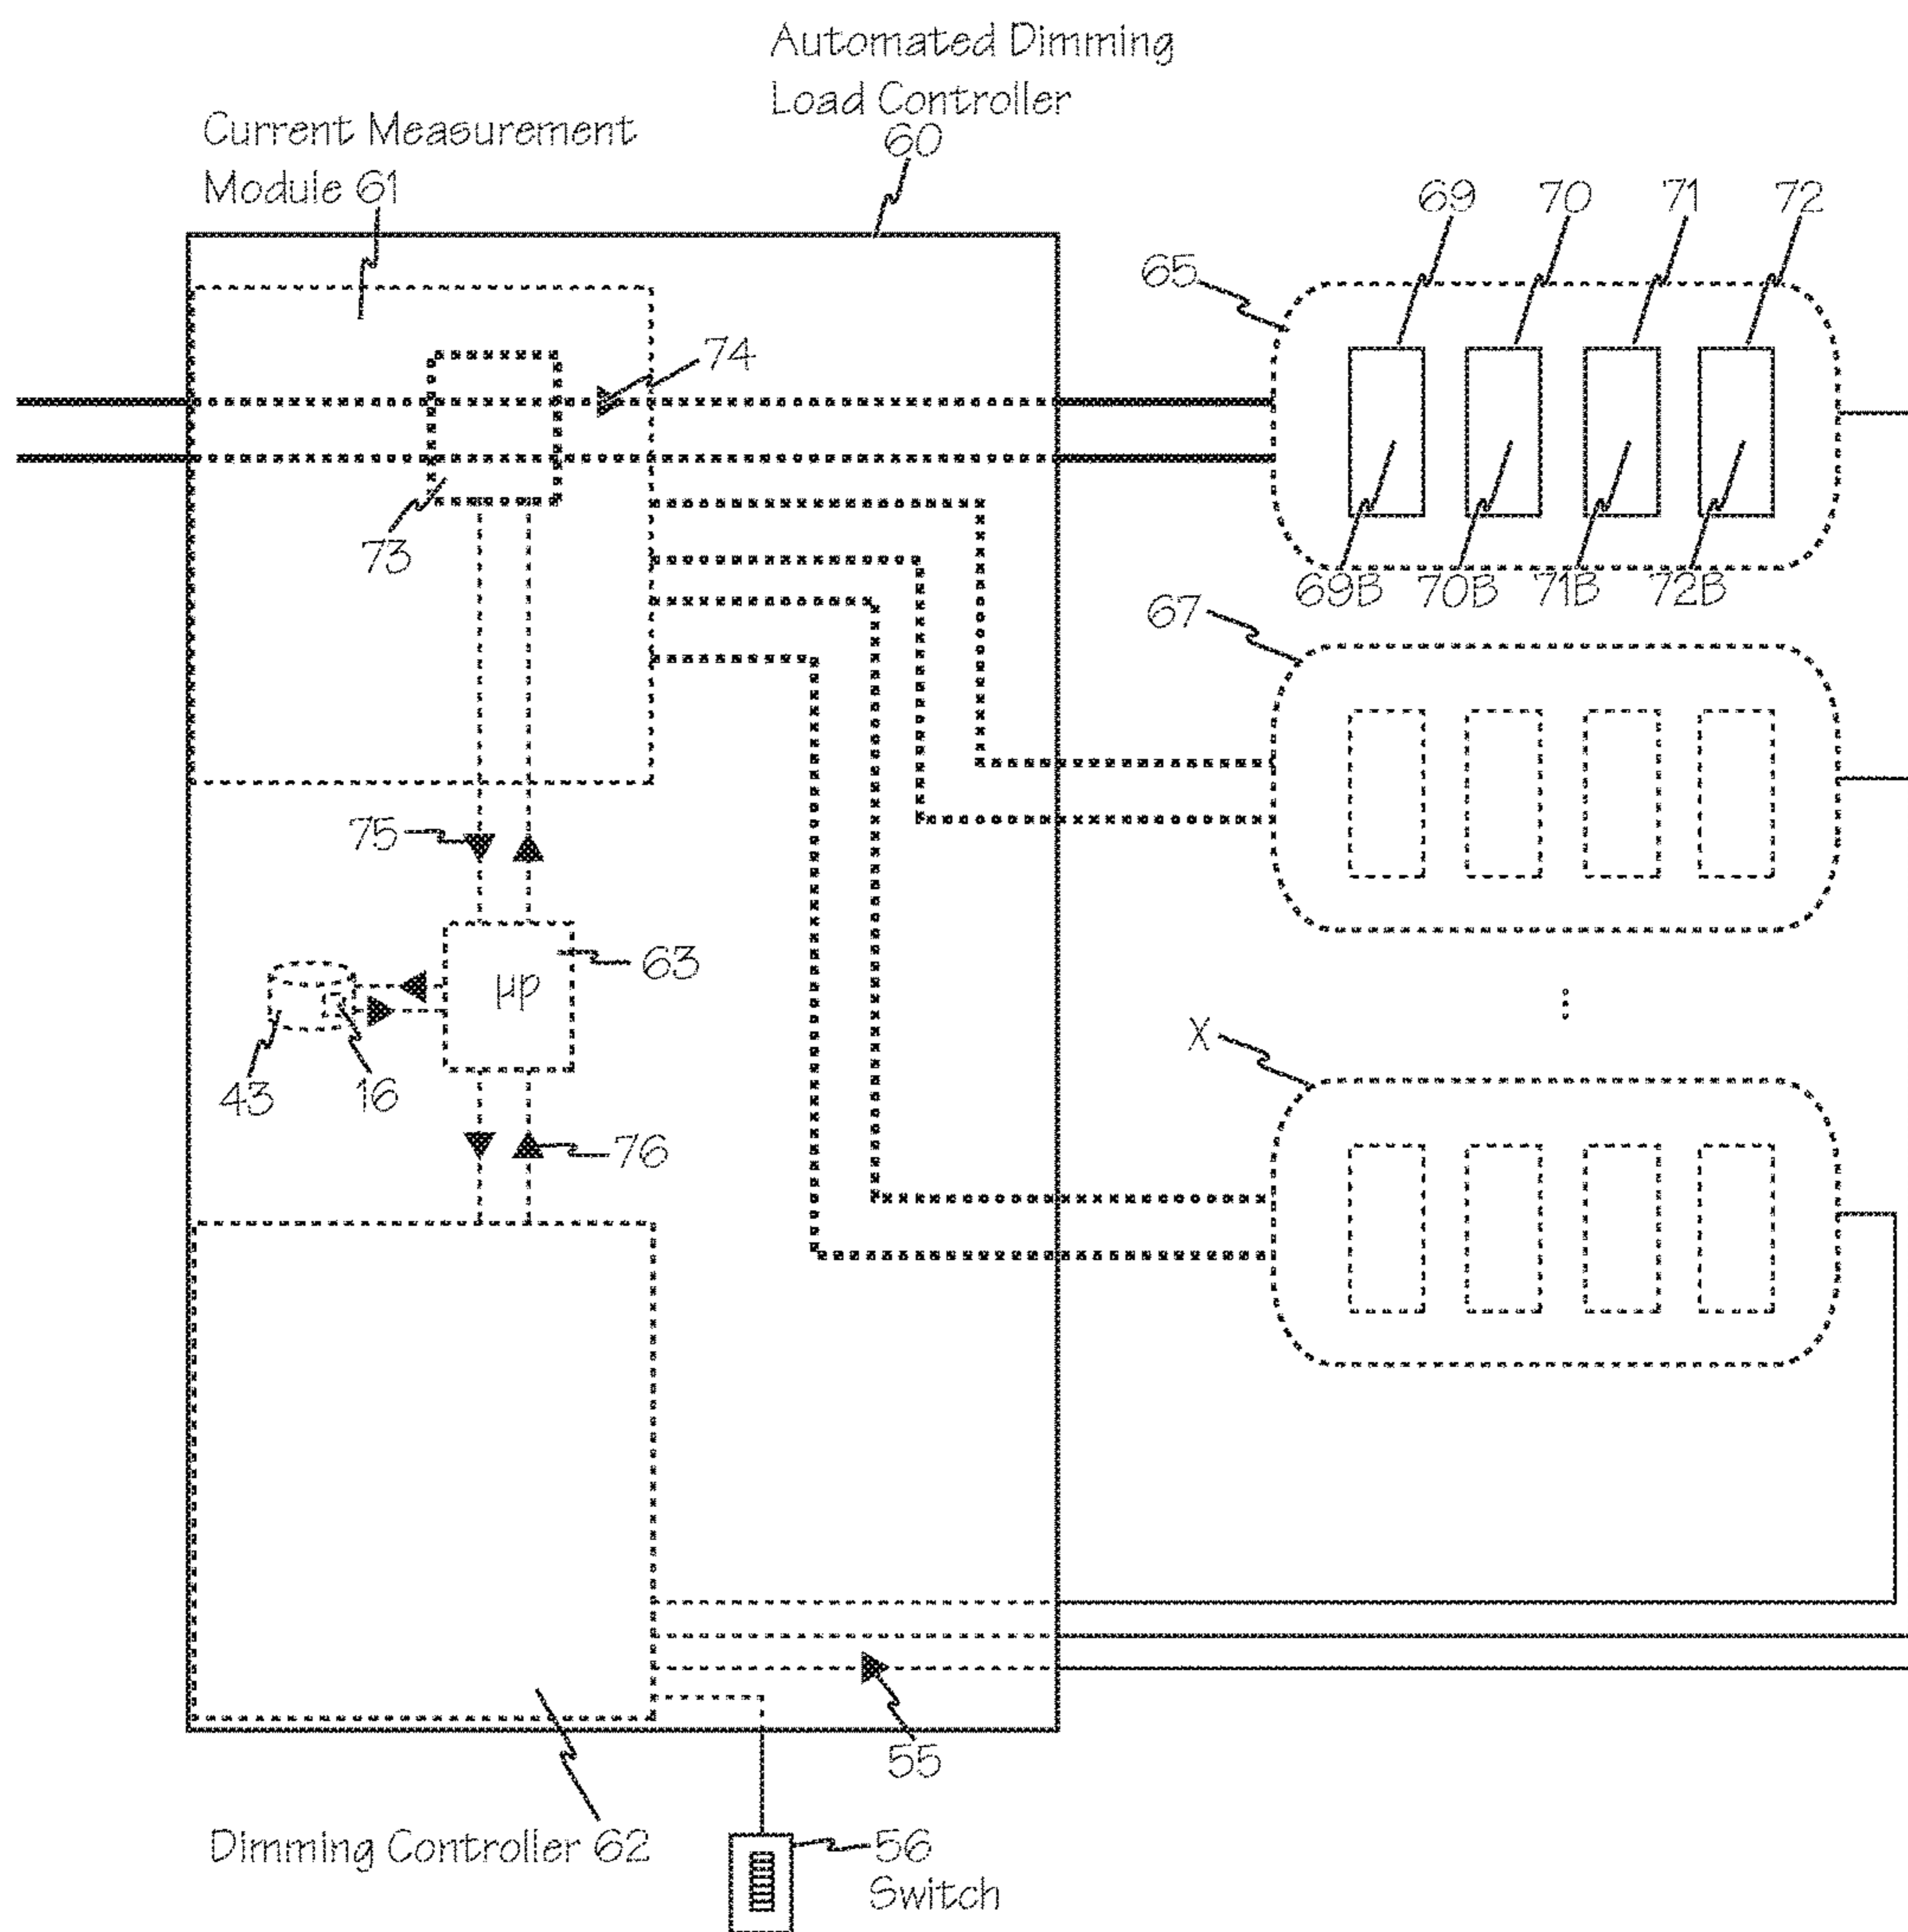 Automated Dimming
Load Controller
60
Current Measurement
Module 61
69 70 71 72
65
74
73
69B 70B 71B 72B
67
75
63
µp
X
43 16
76
55
Dimming Controller 62
56
Switch